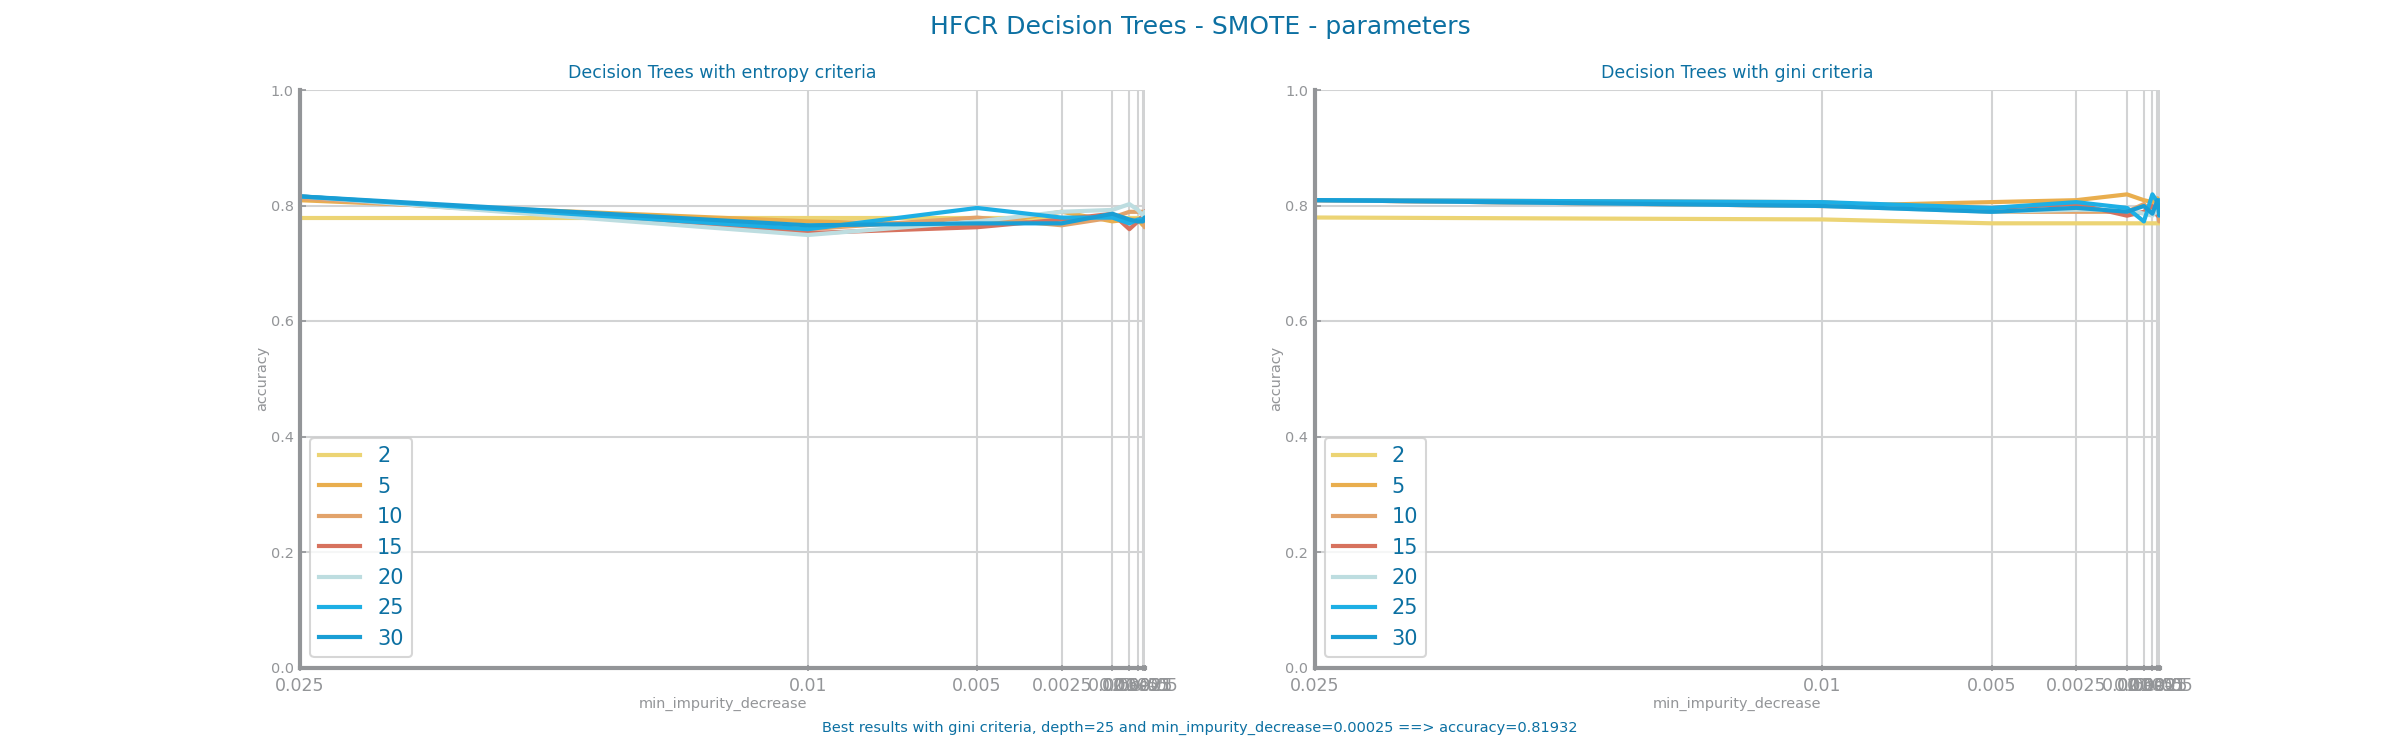 HFCR Decision Trees - SMOTE - parameters
Decision Trees with entropy criteria
1.0
0.8
0.6
0.4
0.2
0.0
accuracy
2
5
10
15
20
25
30
0.025 0.01 0.005 0.0025
min_impurity_decrease
Decision Trees with gini criteria
1.0
0.8
0.6
0.4
0.2
0.0
accuracy
2
5
10
15
20
25
30
0.025 0.01 0.005 0.0025
min_impurity_decrease
Best results with gini criteria, depth=25 and min_impurity_decrease=0.00025 ==> accuracy=0.81932